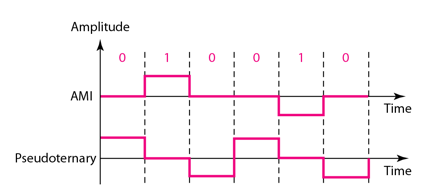 Amplitude
0 1 0 0 1 0
AMI
Time
Pseudoternary
Time